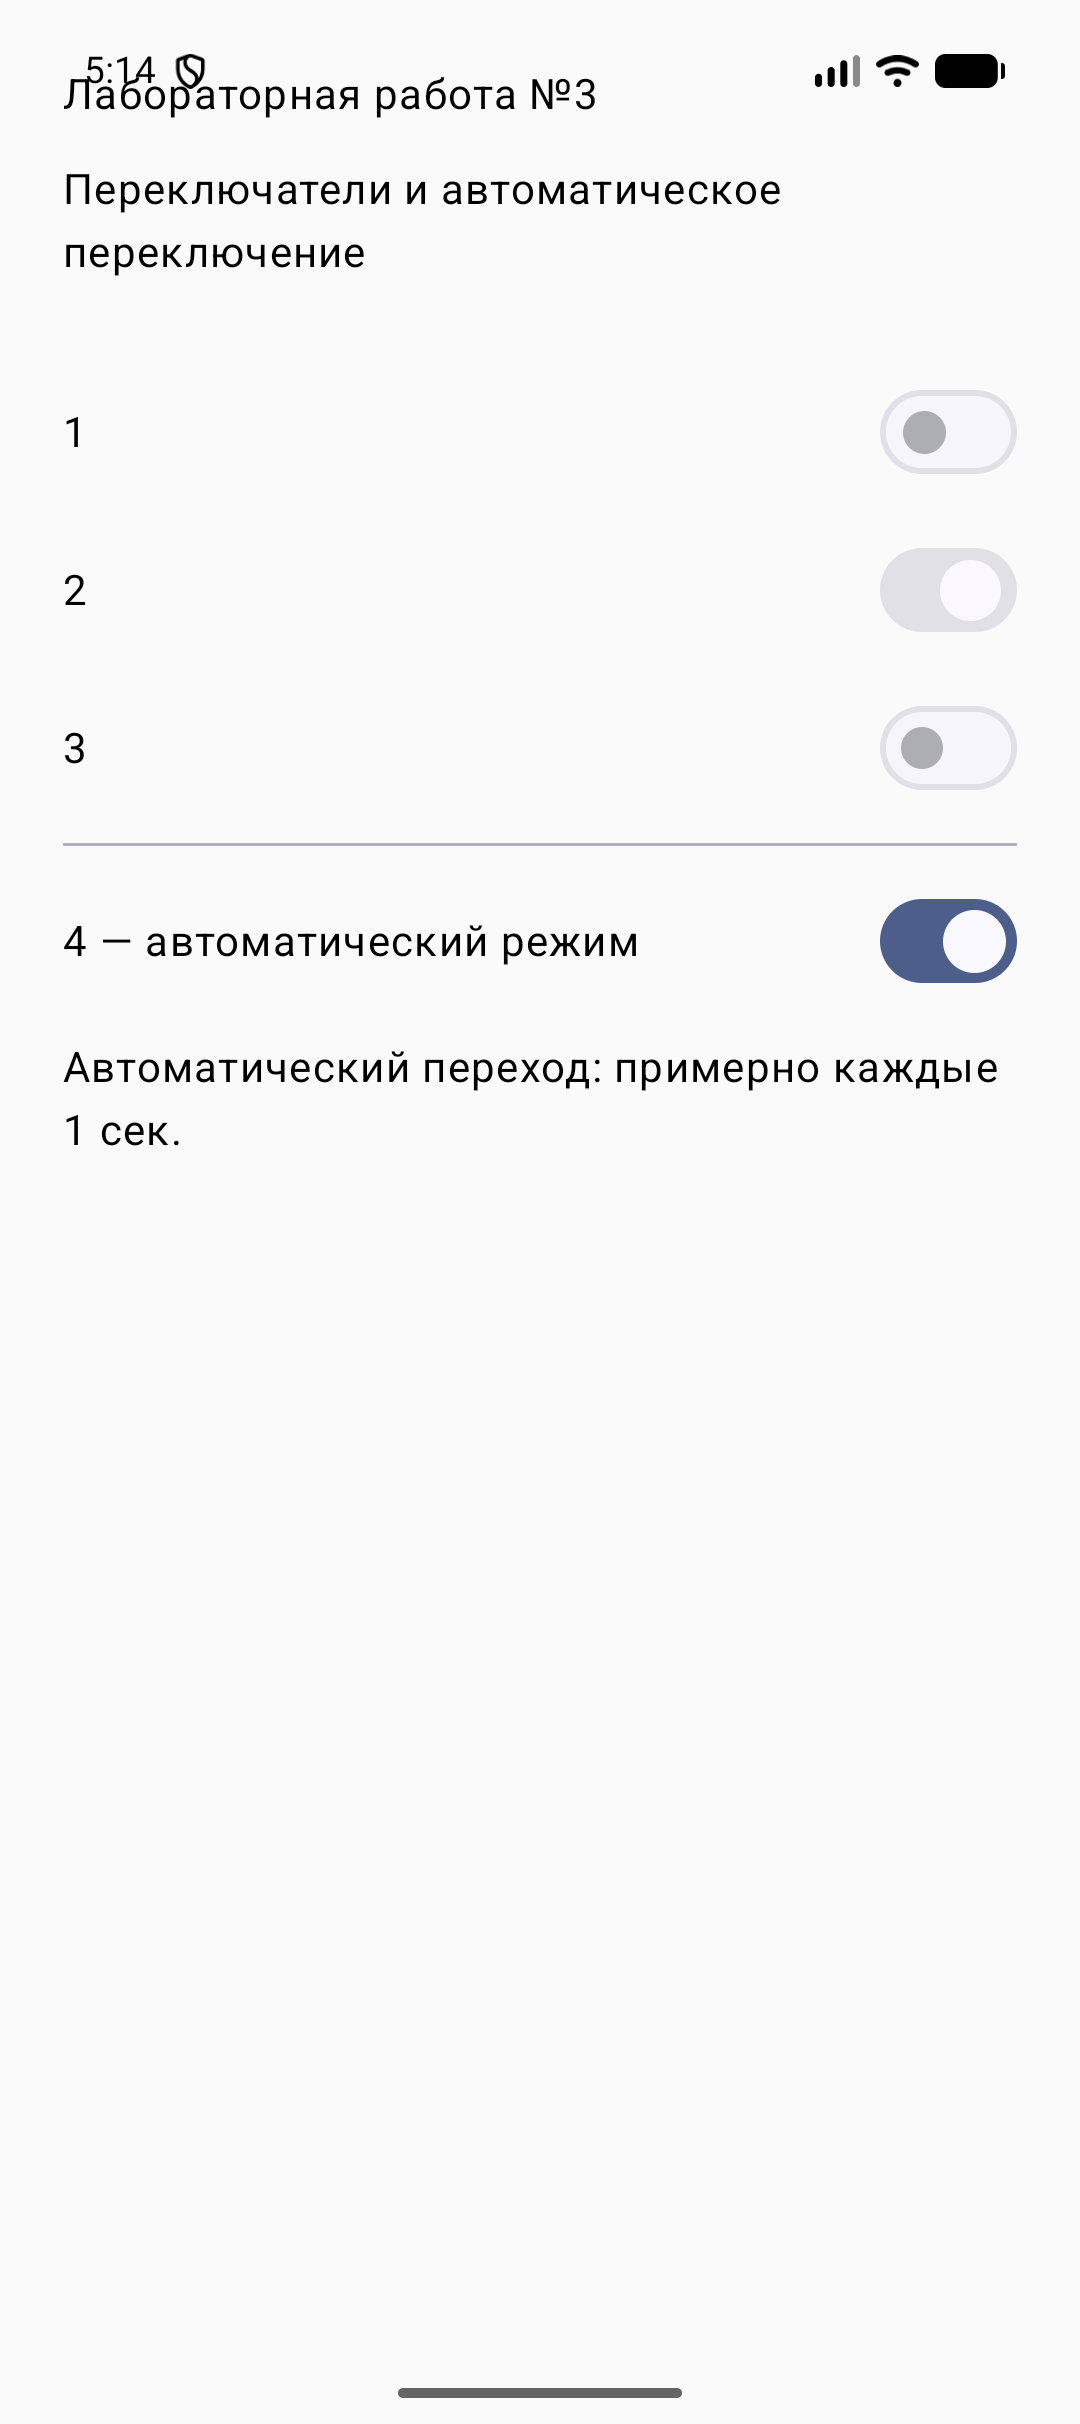 5:14
Лабораторная работа №3
Переключатели и автоматическое
переключение
1
2
3
4 — автоматический режим
Автоматический переход: примерно каждые
1 сек.